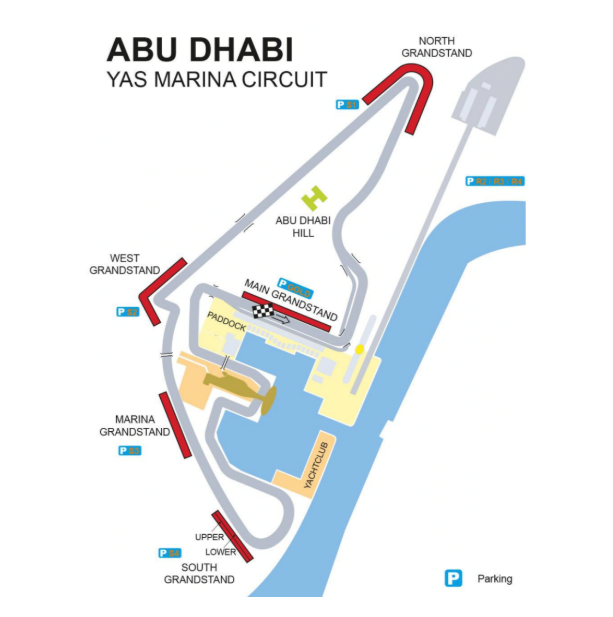 ABU DHABI
YAS MARINA CIRCUIT
NORTH
GRANDSTAND
P
P
ABU DHABI
HILL
WEST
GRANDSTAND
P
MAIN GRANDSTAND
P
PADDOCK
MARINA
GRANDSTAND
P
YACHTCLUB
UPPER
LOWER
P
SOUTH
GRANDSTAND
P Parking